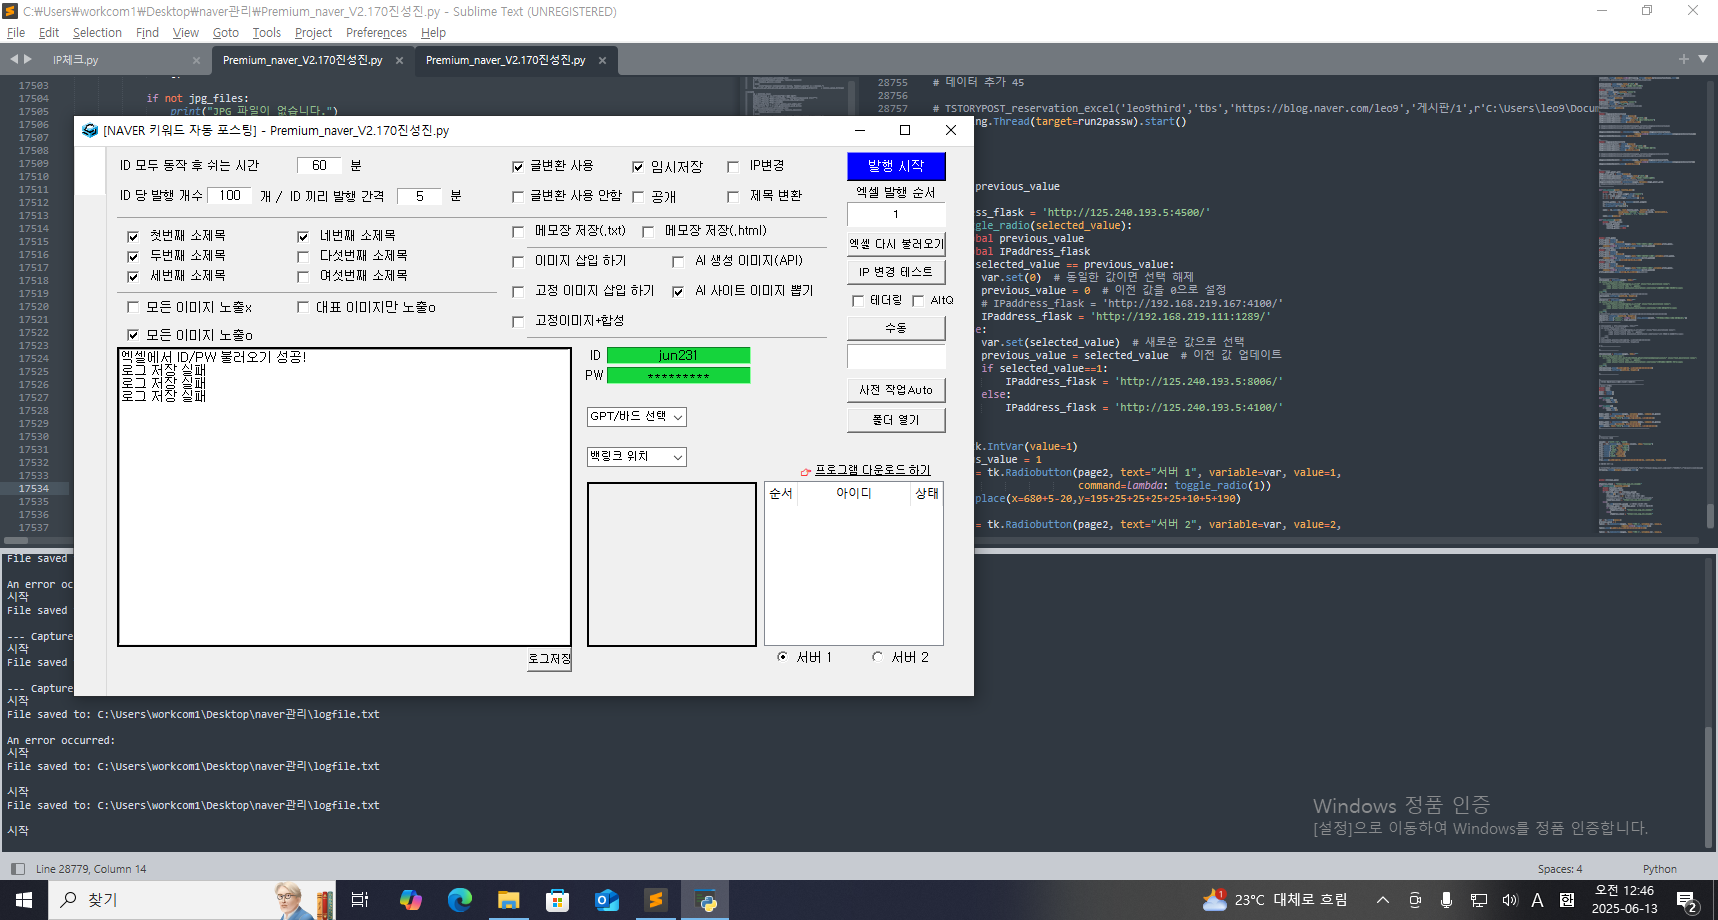 C:￦Users￦workcom1￦Desktop￦naver관리￦Premium_naver_V2.170진성진.py - Sublime Text (UNREGISTERED)
File Edit Selection Find View Goto Tools Project Preferences Help
IP체크.py
Premium_naver_V2.170진성진.py
Premium_naver_V2.170진성진.py
17503
17504 if not jpg_files:
17505 print("JPG 파일이 없습니다.")
17506
17507
17508
17509
17510
17511
17512
17513
17514
17515
17516
17517
17518
17519
17520
17521
17522
17523
17524
17525
17526
17527
17528
17529
17530
17531
17532
17533
17534
17535
17536
17537
28755 # 데이터 추가 45
28756
28757 # TSTORYPOST_reservation_excel('leo9third','tbs','https://blog.naver.com/leo9','게시판/1',r'C:\Users\leo9\Docu
ng.Thread(target=run2passw).start()
previous_value
ss_flask = 'http://125.240.193.5:4500/'
gle_radio(selected_value):
bal previous_value
bal IPaddress_flask
selected_value == previous_value:
var.set(0) # 동일한 값이면 선택 해제
previous_value = 0 # 이전 값을 0으로 설정
# IPaddress_flask = 'http://192.168.219.167:4100/'
IPaddress_flask = 'http://192.168.219.111:1289/'
e:
var.set(selected_value) # 새로운 값으로 선택
previous_value = selected_value # 이전 값 업데이트
if selected_value==1:
IPaddress_flask = 'http://125.240.193.5:8006/'
else:
IPaddress_flask = 'http://125.240.193.5:4100/'
k.IntVar(value=1)
s_value = 1
= tk.Radiobutton(page2, text="서버 1", variable=var, value=1,
command=lambda: toggle_radio(1))
place(x=680+5-20,y=195+25+25+25+25+10+5+190)
= tk.Radiobutton(page2, text="서버 2", variable=var, value=2,
[NAVER 키워드 자동 포스팅] - Premium_naver_V2.170진성진.py
ID 모두 동작 후 쉬는 시간 60 분
ID 당 발행 개수 100 개 / ID 끼리 발행 간격 5 분
글변환 사용 임시저장 IP변경
글변환 사용 안함 공개 제목 변환
메모장 저장(.txt) 메모장 저장(.html)
첫번째 소제목 네번째 소제목
두번째 소제목 다섯번째 소제목
세번째 소제목 여섯번째 소제목
모든 이미지 노출x 대표 이미지만 노출o
모든 이미지 노출o
이미지 삽입 하기 AI 생성 이미지(API)
고정 이미지 삽입 하기 AI 사이트 이미지 뽑기
고정이미지+합성
발행 시작
엑셀 발행 순서
1
엑셀 다시 불러오기
IP 변경 테스트
테더링 AltQ
수동
사전 작업Auto
폴더 열기
엑셀에서 ID/PW 불러오기 성공!
로그 저장 실패
로그 저장 실패
로그 저장 실패
ID jun231
PW *********
GPT/바드 선택
백링크 위치
프로그램 다운로드 하기
순서 아이디 상태
로그저장
서버 1 서버 2
File saved
An error oc
시작
File saved
--- Capture
시작
File saved
--- Capture
시작
File saved to: C:\Users\workcom1\Desktop\naver관리\logfile.txt
An error occurred:
시작
File saved to: C:\Users\workcom1\Desktop\naver관리\logfile.txt
시작
File saved to: C:\Users\workcom1\Desktop\naver관리\logfile.txt
시작
Windows 정품 인증
[설정]으로 이동하여 Windows를 정품 인증합니다.
Line 28779, Column 14
Spaces: 4 Python
찾기
1
23°C 대체로 흐림
A
한
오전 12:46
2025-06-13
2